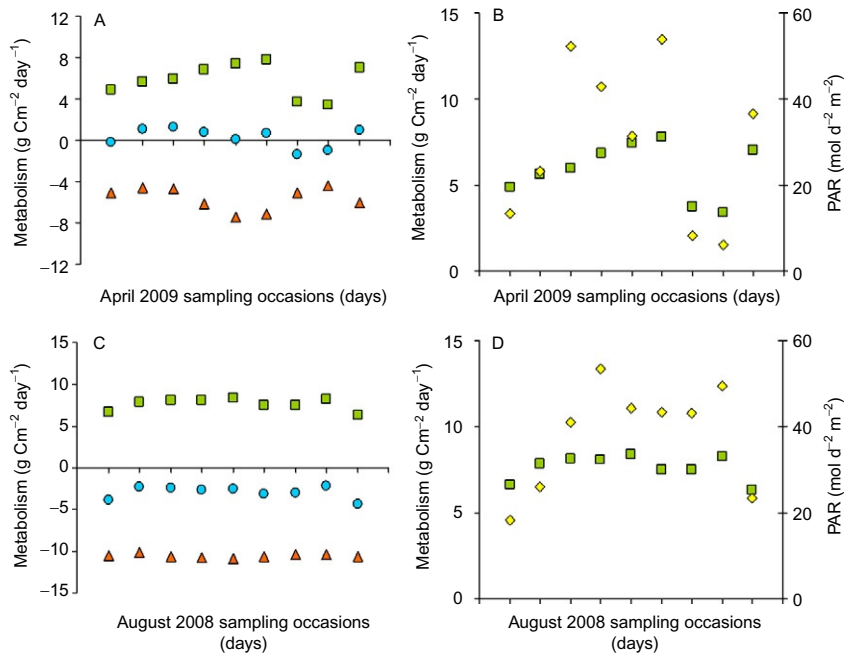 A
12
8
4
0
−4
−8
−12
Metabolism (g Cm⁻² day⁻¹)
April 2009 sampling occasions (days)
B
15
10
5
0
Metabolism (g Cm⁻² day⁻¹)
60
40
20
0
PAR (mol d⁻² m⁻²)
April 2009 sampling occasions (days)
C
15
10
5
0
−5
−10
−15
Metabolism (g Cm⁻² day⁻¹)
August 2008 sampling occasions
(days)
D
15
10
5
0
Metabolism (g Cm⁻² day⁻¹)
60
40
20
0
PAR (mol d⁻² m⁻²)
August 2008 sampling occasions
(days)